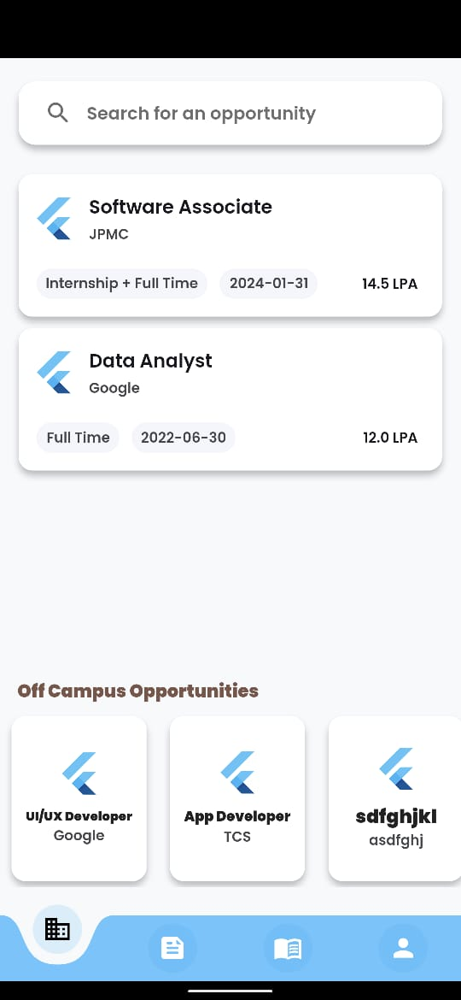 Search for an opportunity
Software Associate
JPMC
Internship + Full Time 2024-01-31 14.5 LPA
Data Analyst
Google
Full Time 2022-06-30 12.0 LPA
Off Campus Opportunities
UI/UX Developer App Developer sdfghjkl
Google TCS asdfghj